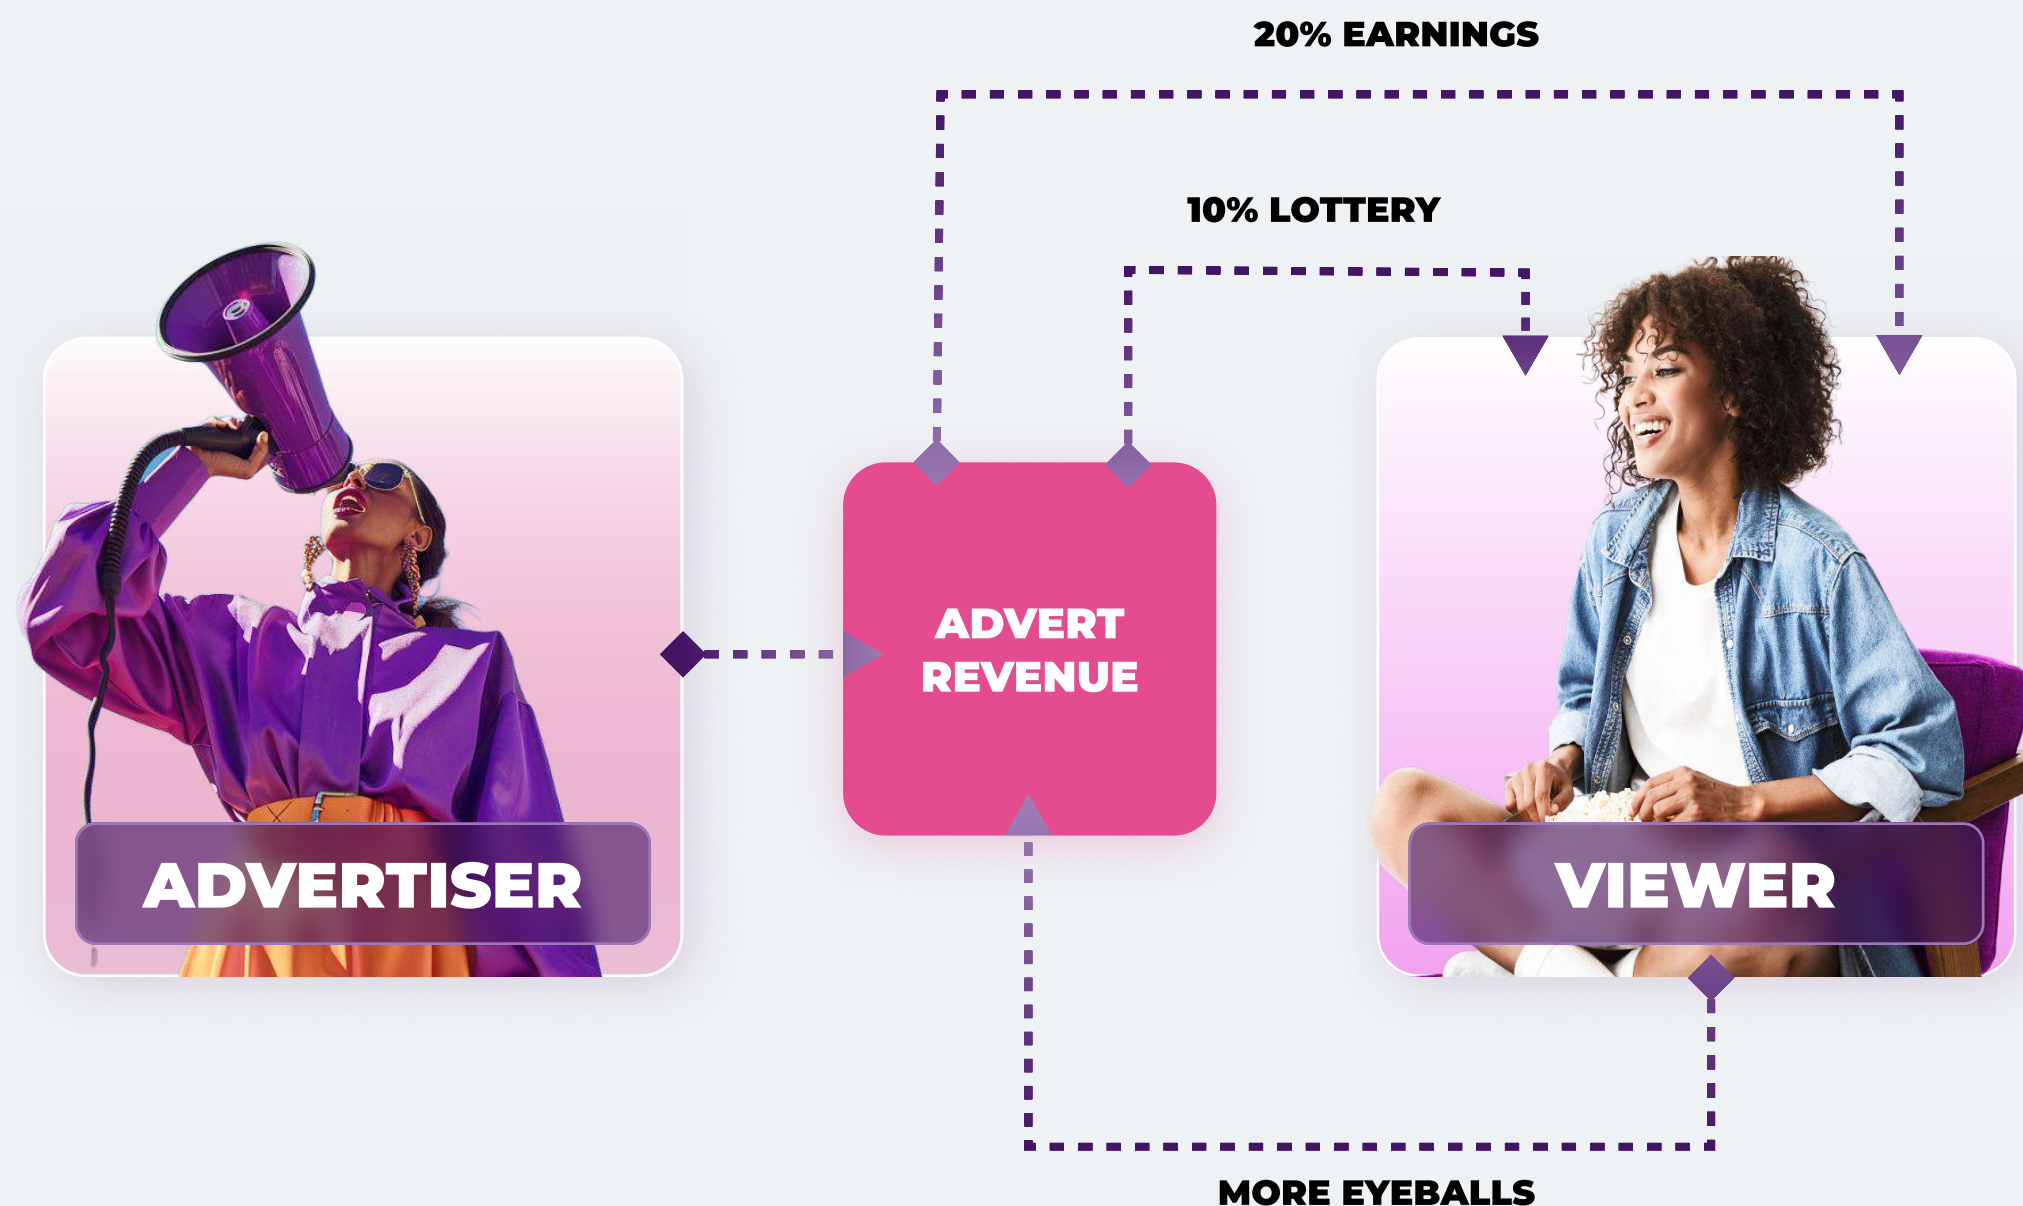 20% EARNINGS
10% LOTTERY
ADVERT
REVENUE
ADVERTISER
VIEWER
MORE EYEBALLS